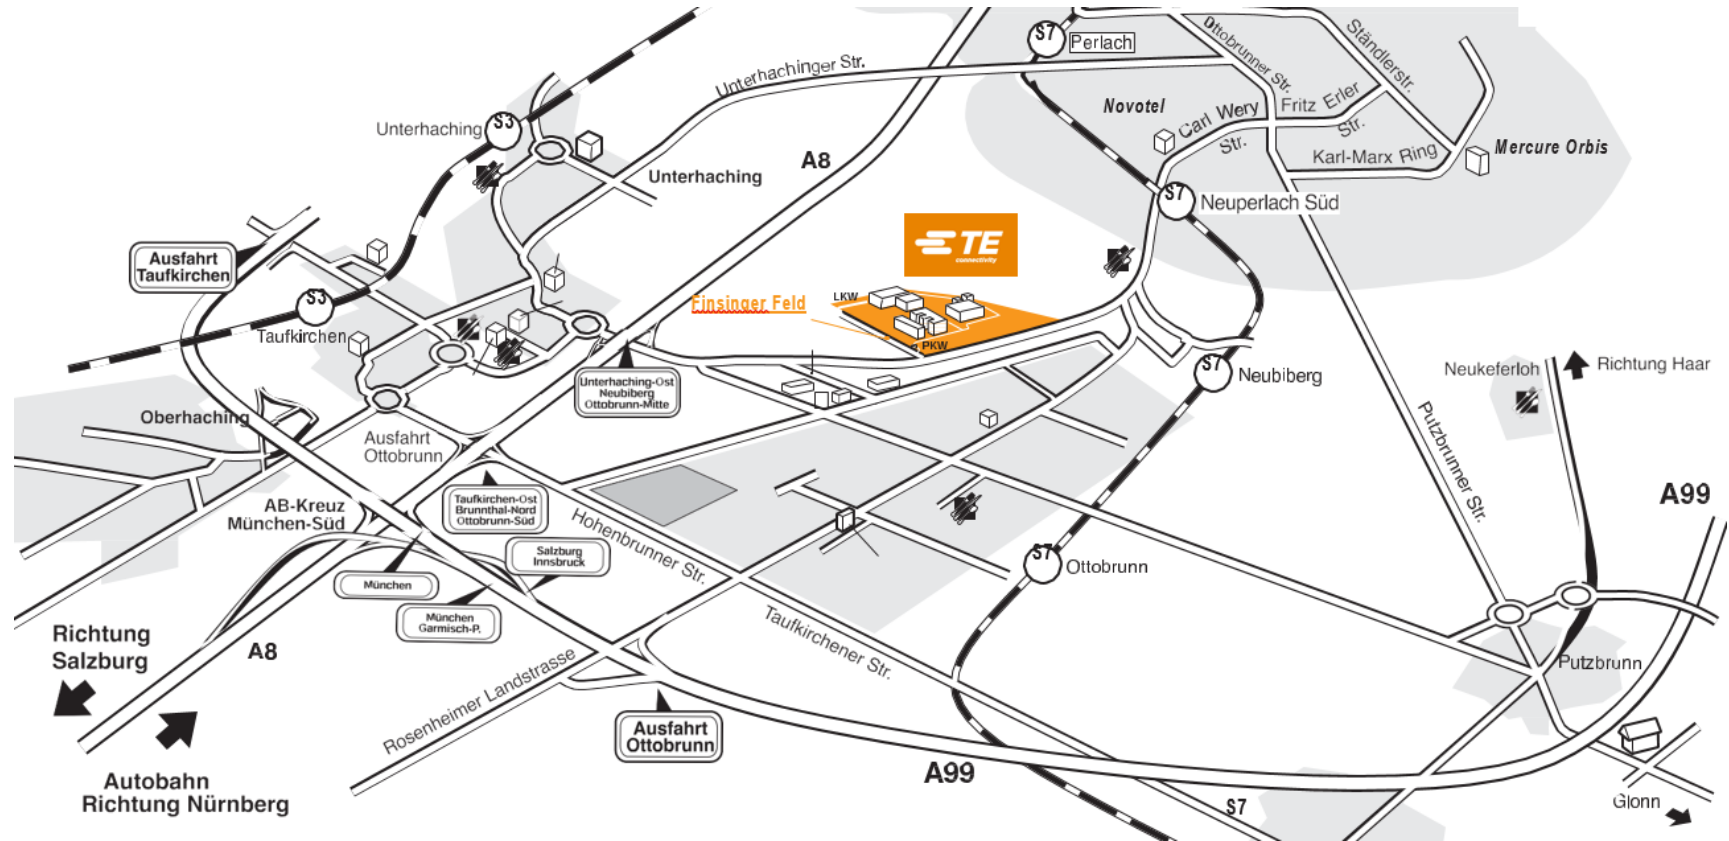 S7
Perlach
Ottobrunner Str.
Ständlerstr.
Unterhachinger Str.
Novotel
Carl Wery
Str.
Fritz Erler
Str.
S3
Unterhaching
A8
Karl-Marx Ring
Mercure Orbis
Unterhaching
S7
Neuperlach Süd
TE
connectivity
Ausfahrt
Taufkirchen
S3
Taufkirchen
Finsinger Feld
LKW
PKW
Unterhaching-Ost
Neubiberg
Ottobrunn-Mitte
S7
Neubiberg
Neukeferloh
Richtung Haar
Oberhaching
Ausfahrt
Ottobrunn
Putzbrunner Str.
A99
AB-Kreuz
München-Süd
Taufkirchen-Ost
Brunnthal-Nord
Ottobrunn-Süd
Hohenbrunner Str.
Salzburg
Innsbruck
München
München
Garmisch-P.
S7
Ottobrunn
Taufkirchener Str.
Richtung
Salzburg
A8
Rosenheimer Landstrasse
Putzbrunn
Ausfahrt
Ottobrunn
A99
Autobahn
Richtung Nürnberg
S7
Glonn